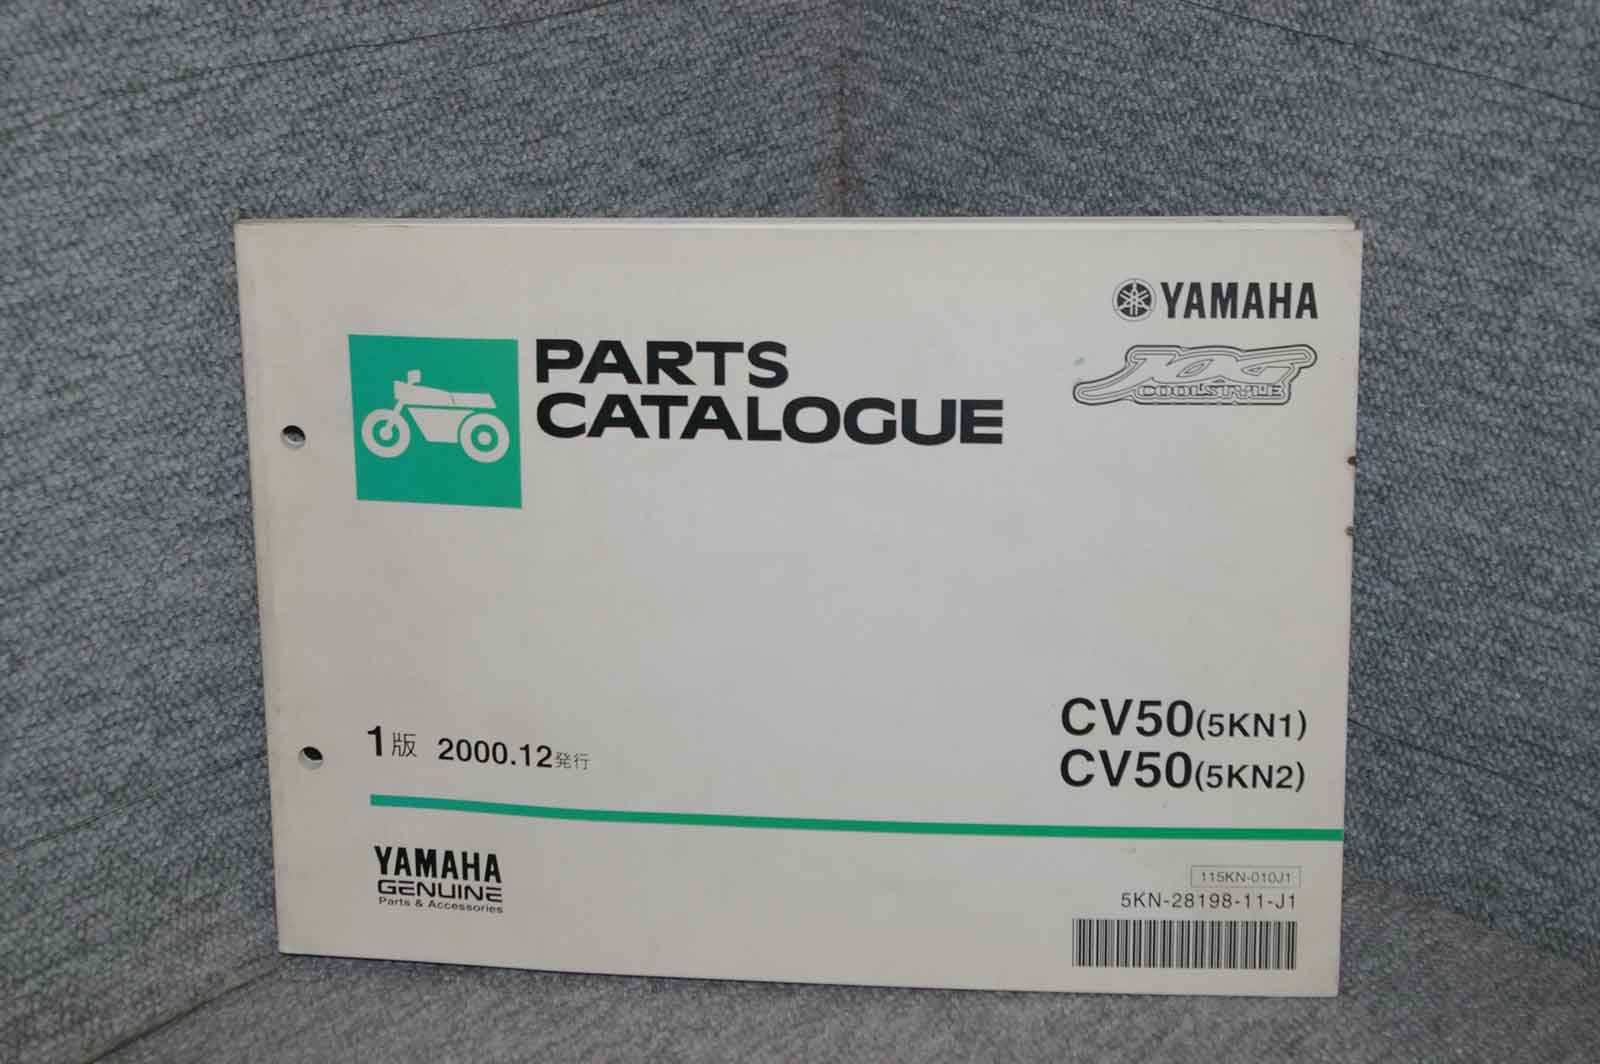 YAMAHA
JOG
COOLSTYLE
PARTS
CATALOGUE
CV50(5KN1)
CV50(5KN2)
1版 2000.12発行
YAMAHA
GENUINE
Parts & Accessories
115KN-010J1
5KN-28198-11-J1